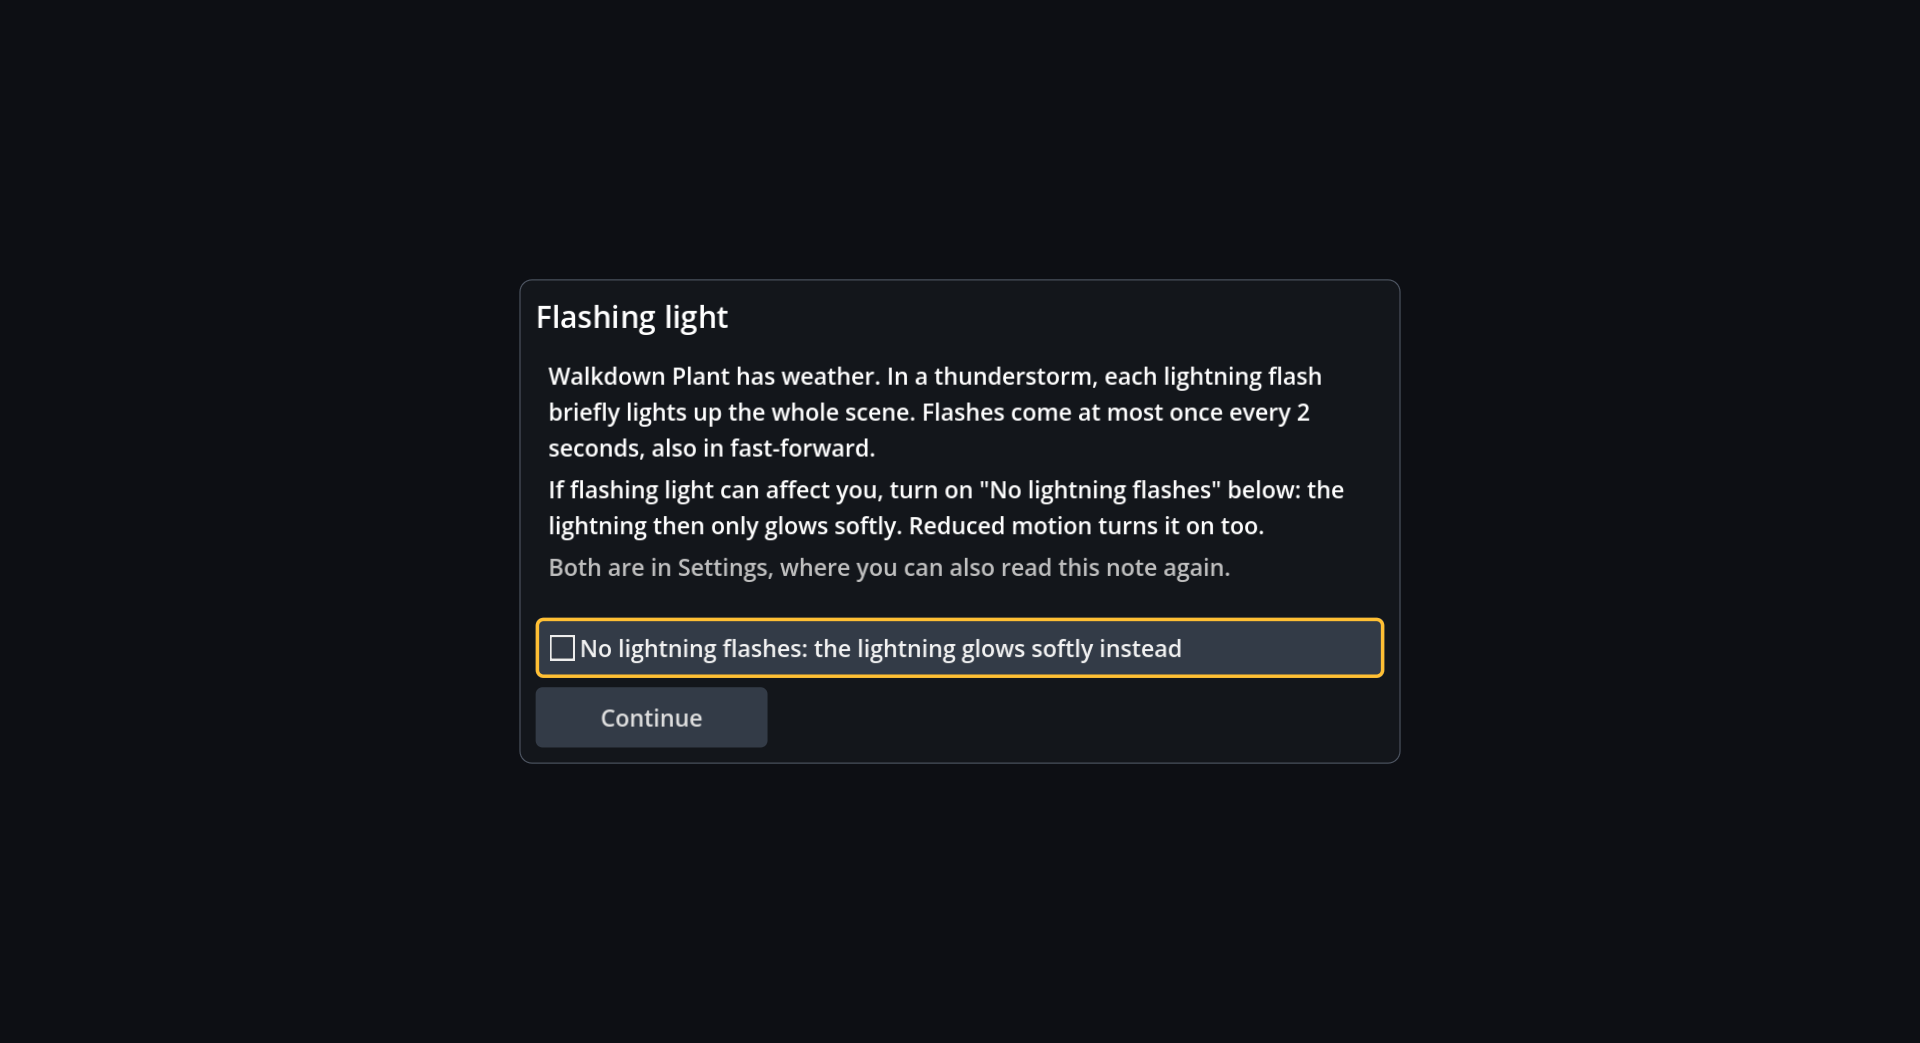 Flashing light
Walkdown Plant has weather. In a thunderstorm, each lightning flash
briefly lights up the whole scene. Flashes come at most once every 2
seconds, also in fast-forward.
If flashing light can affect you, turn on "No lightning flashes" below: the
lightning then only glows softly. Reduced motion turns it on too.
Both are in Settings, where you can also read this note again.
No lightning flashes: the lightning glows softly instead
Continue